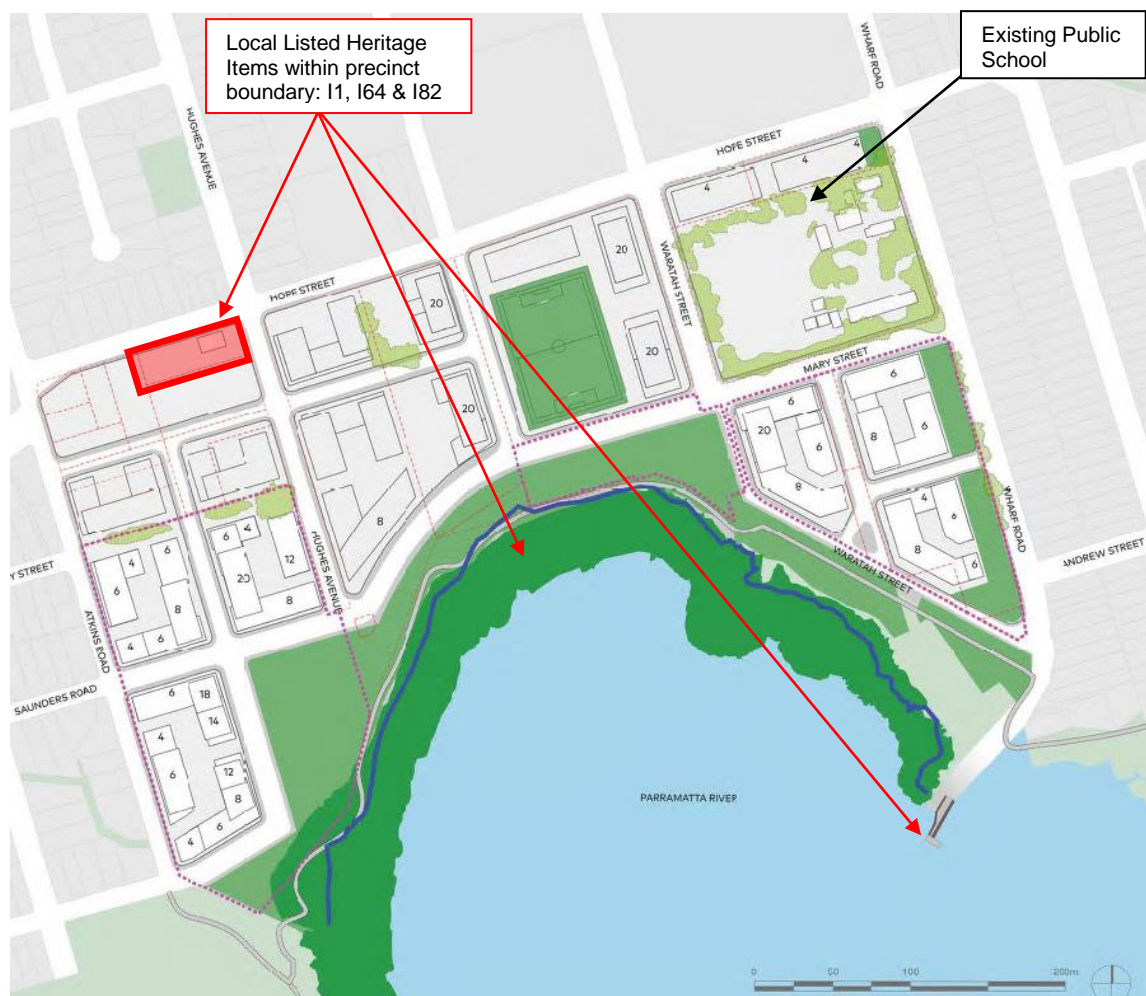 Local Listed Heritage
Items within precinct
boundary: I1, I64 & I82
Existing Public
School
WHARF ROAD
HUGHES AVENUE
HOPE STREET
4
4
4
WARATAH STREET
20
HOPE STREET
20
20
MARY STREET
6
6
20
6
8
6
20
8
8
4
6
8
6
WHARF ROAD
ANDREW STREET
WARATAH STREET
HUGHES AVENUE
6
4
6
8
4
6
6
4
12
20
8
Y STREET
ATKINS ROAD
SAUNDERS ROAD
6
18
14
4
6
12
8
6
4
PARRAMATTA RIVER
0
100
200m